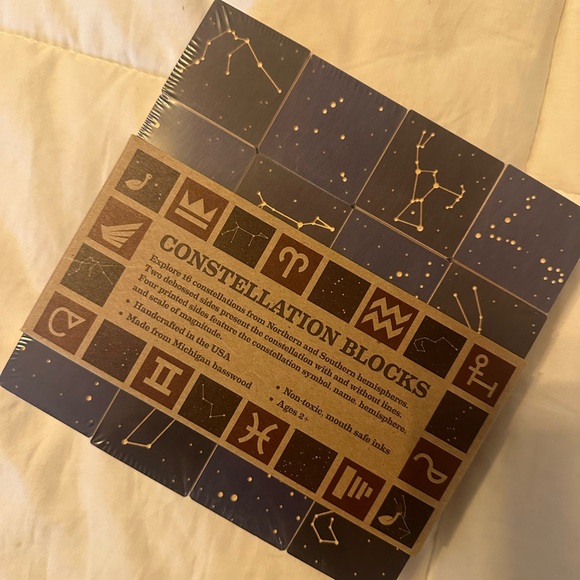 CONSTELLATION BLOCKS
Explore 16 constellations from Northern and Southern hemispheres.
Two debossed sides present the constellation with and without lines.
Four printed sides feature the constellation symbol, name, hemisphere,
and scale of magnitude.
• Handcrafted in the USA
• Made from Michigan basswood
• Non-toxic, mouth safe inks
• Ages 2+